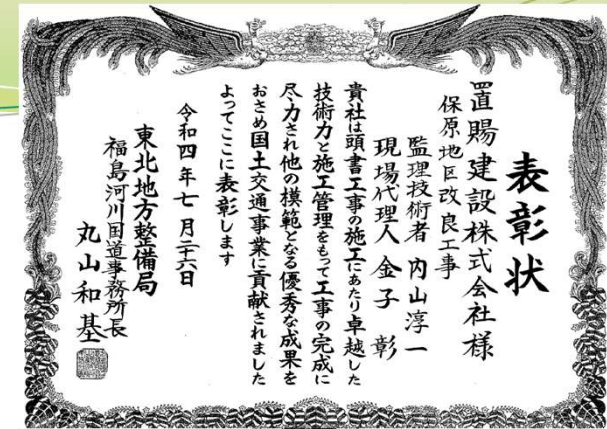 表彰状
置賜建設株式会社様
保原地区改良工事
監理技術者 内山淳一
現場代理人 金子彰
貴社は頭書工事の施工にあたり卓越した
技術力と施工管理をもって工事の完成に
尽力され他の模範となる優秀な成果を
おさめ国土交通事業に貢献されました
よってここに表彰します
令和四年七月二十六日
東北地方整備局
福島河川国道事務所長
丸山和基